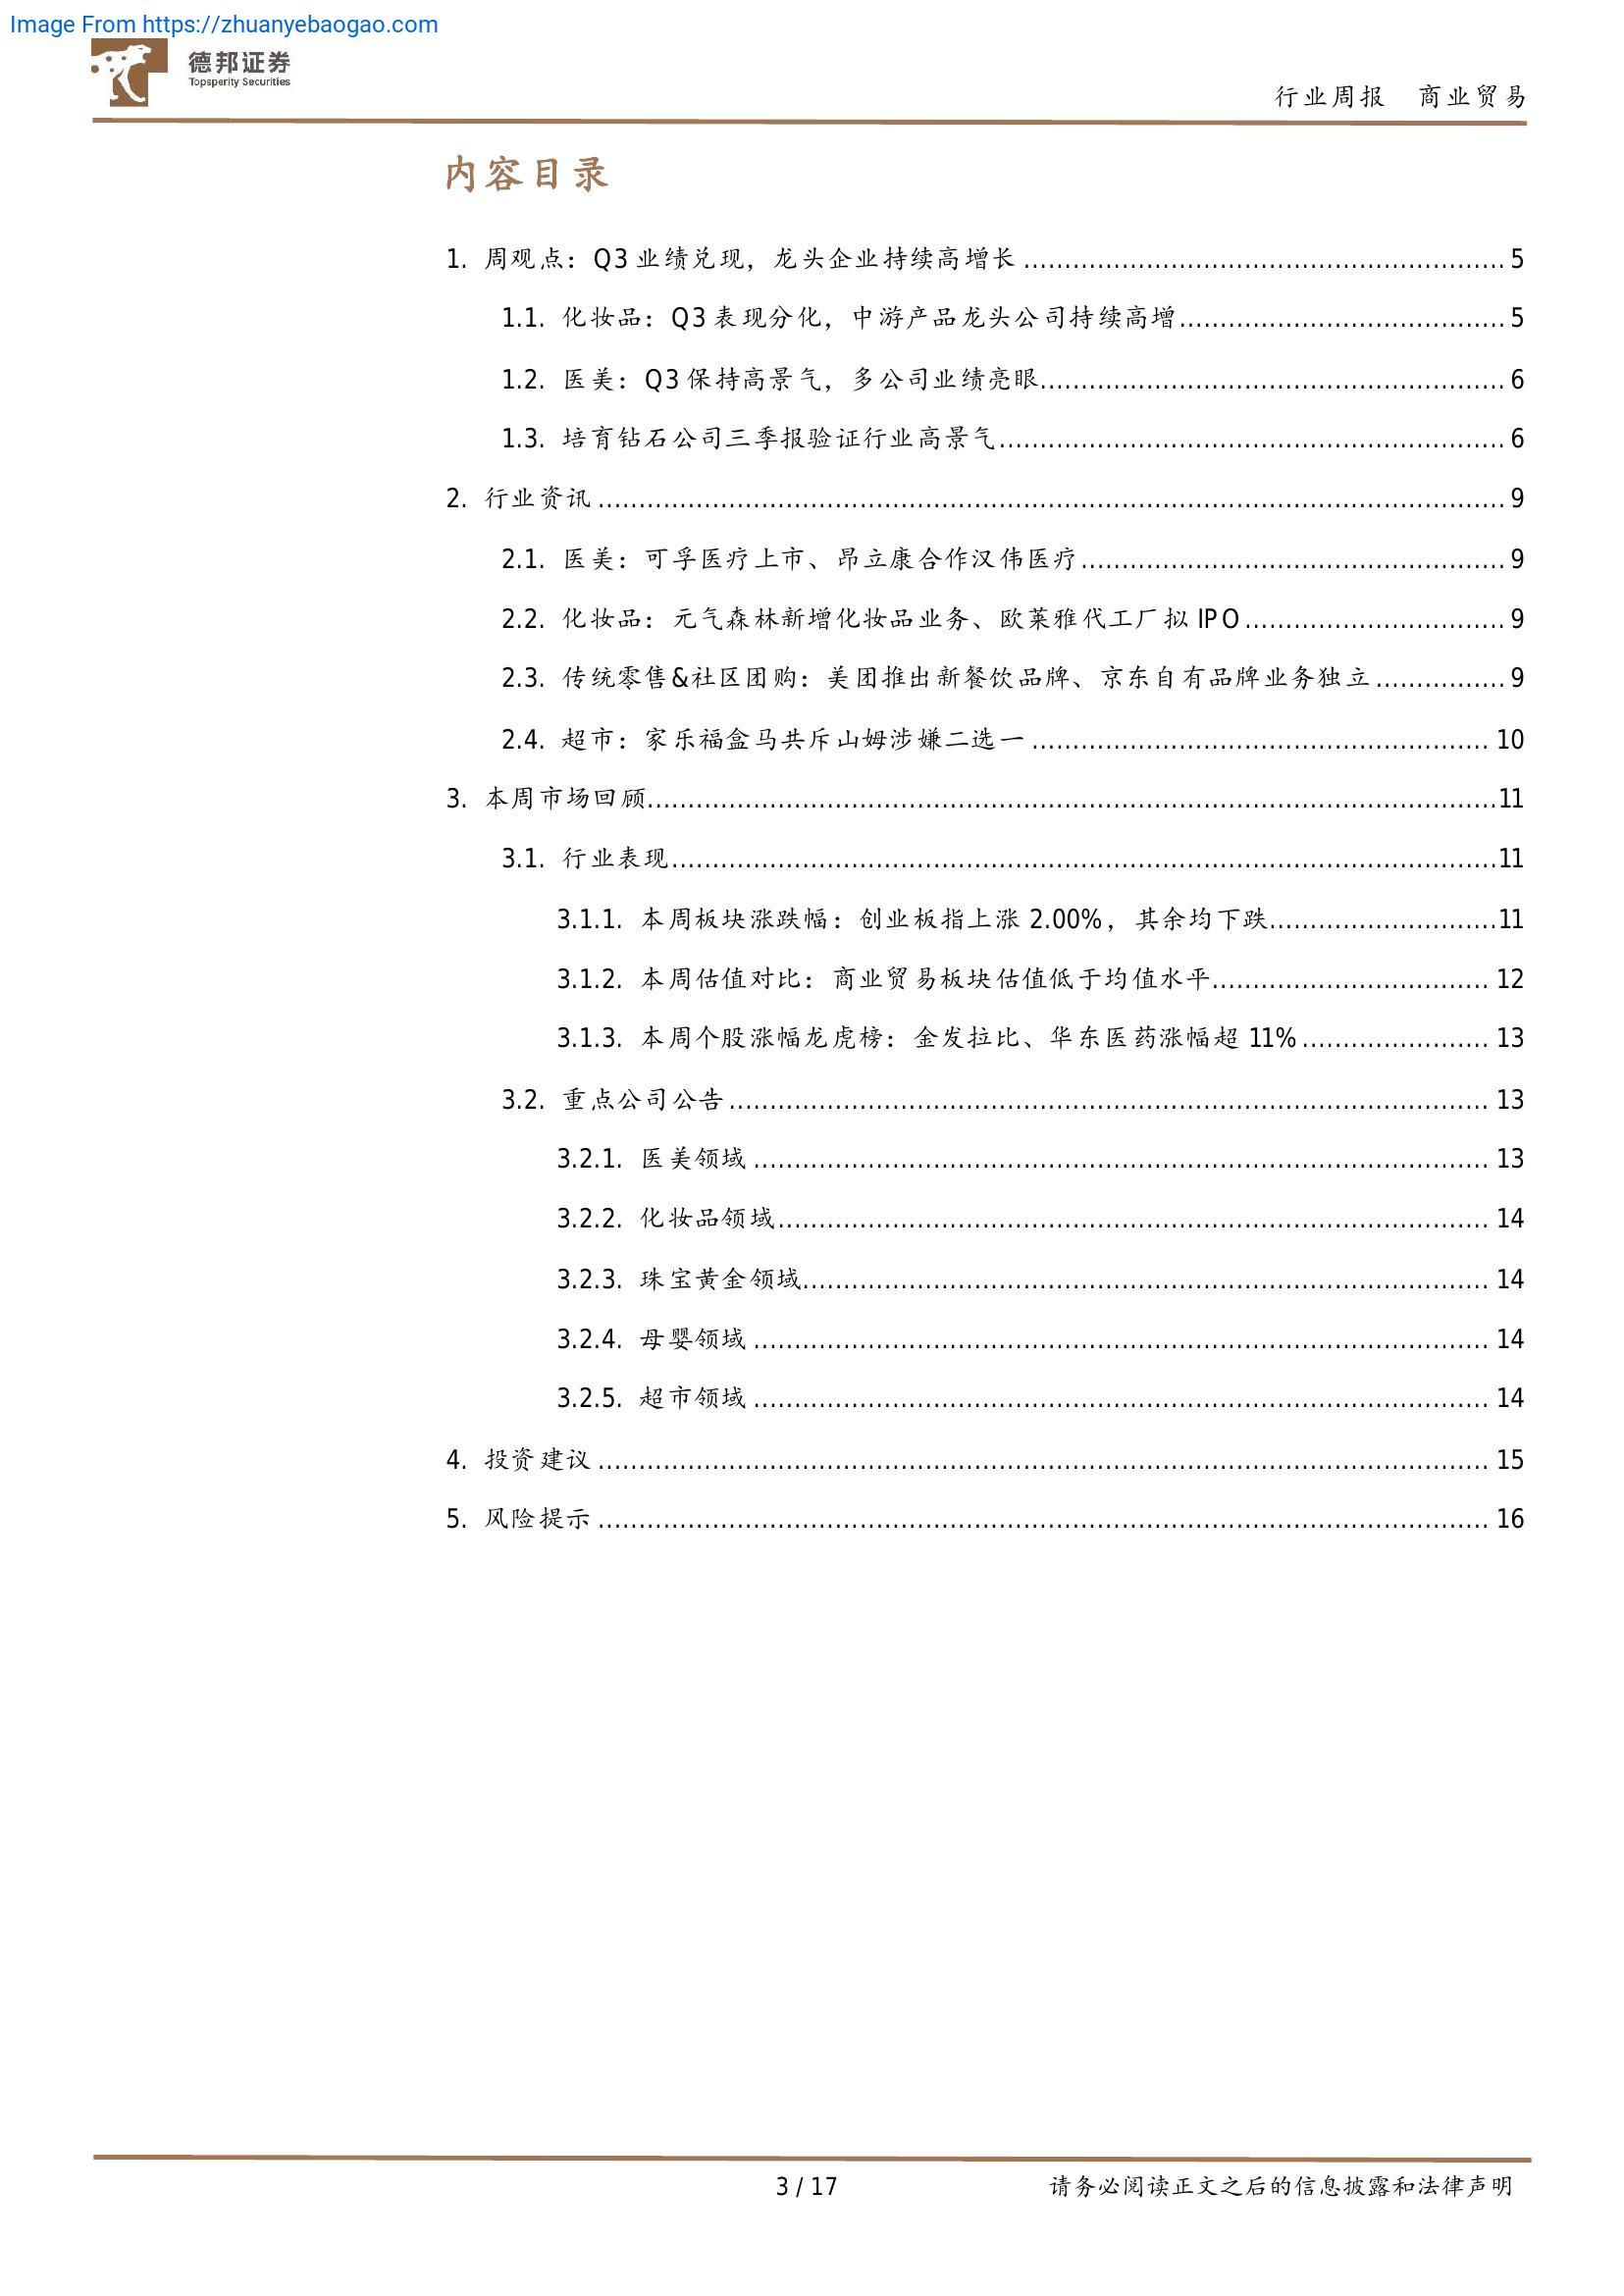 Image From https://zhuanyebaogao.com
德邦证券
Topsperity Securities
行业周报 商业贸易
内容目录
1. 周观点：Q3 业绩兑现，龙头企业持续高增长 5
1.1. 化妆品：Q3 表现分化，中游产品龙头公司持续高增 5
1.2. 医美：Q3 保持高景气，多公司业绩亮眼 6
1.3. 培育钻石公司三季报验证行业高景气 6
2. 行业资讯 9
2.1. 医美：可孚医疗上市、昂立康合作汉伟医疗 9
2.2. 化妆品：元气森林新增化妆品业务、欧莱雅代工厂拟 IPO 9
2.3. 传统零售&社区团购：美团推出新餐饮品牌、京东自有品牌业务独立 9
2.4. 超市：家乐福盒马共斥山姆涉嫌二选一 10
3. 本周市场回顾 11
3.1. 行业表现 11
3.1.1. 本周板块涨跌幅：创业板指上涨 2.00%，其余均下跌 11
3.1.2. 本周估值对比：商业贸易板块估值低于均值水平 12
3.1.3. 本周个股涨幅龙虎榜：金发拉比、华东医药涨幅超 11% 13
3.2. 重点公司公告 13
3.2.1. 医美领域 13
3.2.2. 化妆品领域 14
3.2.3. 珠宝黄金领域 14
3.2.4. 母婴领域 14
3.2.5. 超市领域 14
4. 投资建议 15
5. 风险提示 16
3 / 17 请务必阅读正文之后的信息披露和法律声明